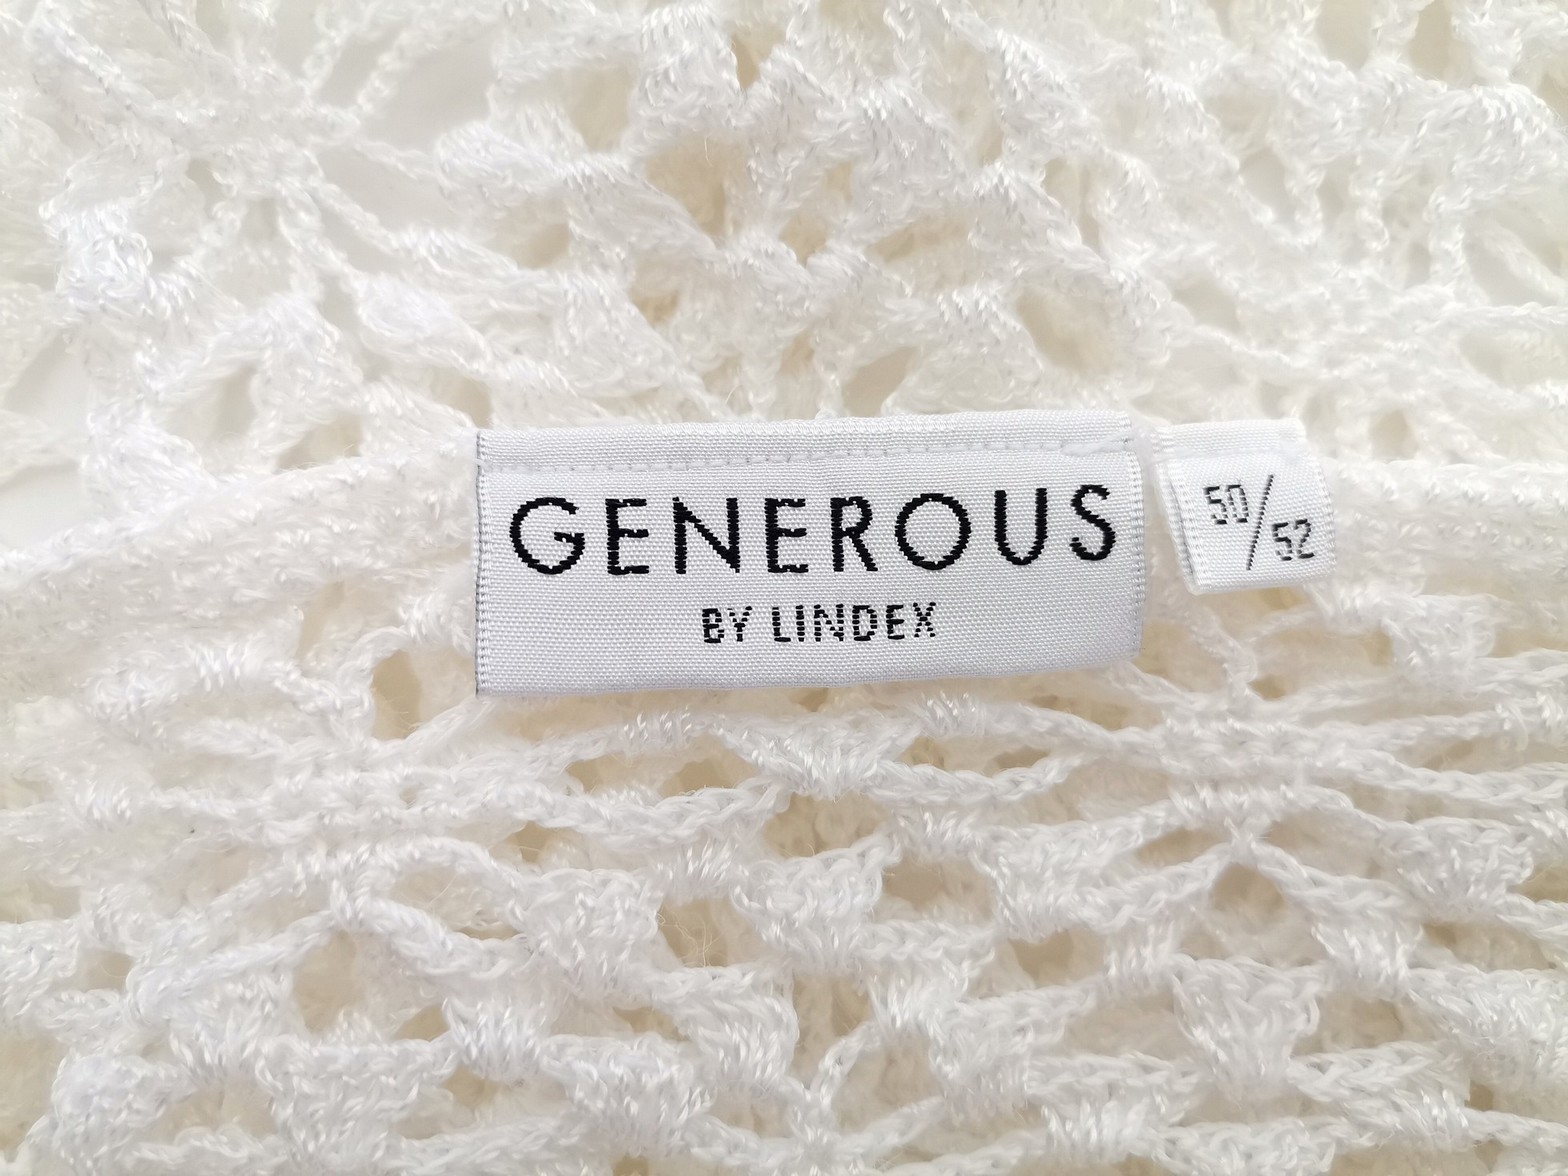 GENEROUS
BY LINDEX
50/
52